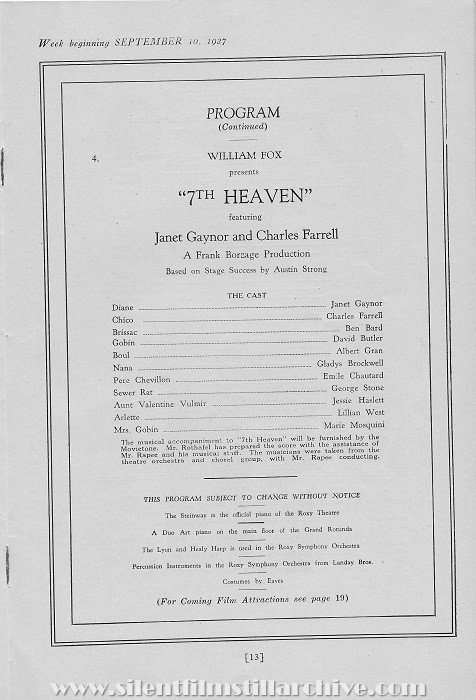 Week beginning SEPTEMBER 10, 1927
PROGRAM
(Continued)
4. WILLIAM FOX
presents
"7TH HEAVEN"
featuring
Janet Gaynor and Charles Farrell
A Frank Borzage Production
Based on Stage Success by Austin Strong
THE CAST
Diane Janet Gaynor
Chico Charles Farrell
Brissac Ben Bard
Gobin David Butler
Boul Albert Gran
Nana Gladys Brockwell
Pere Chevillon Emile Chautard
Sewer Rat George Stone
Aunt Valentine Vulmir Jessie Haslett
Arlette Lillian West
Mrs. Gobin Marie Mosquini
The musical accompaniment to "7th Heaven" will be furnished by the
Movietone. Mr. Rothafel has prepared the score with the assistance of
Mr. Rapee and his musical staff. The musicians were taken from the
theatre orchestra and choral group, with Mr. Rapee conducting.
THIS PROGRAM SUBJECT TO CHANGE WITHOUT NOTICE
The Steinway is the official piano of the Roxy Theatre
A Duo Art piano on the main floor of the Grand Rotunda
The Lyon and Healy Harp is used in the Roxy Symphony Orchestra
Percussion Instruments in the Roxy Symphony Orchestra from Landay Bros.
Costumes by Eaves
(For Coming Film Attractions see page 19)
[13]
www.silentfilmstillarchive.com